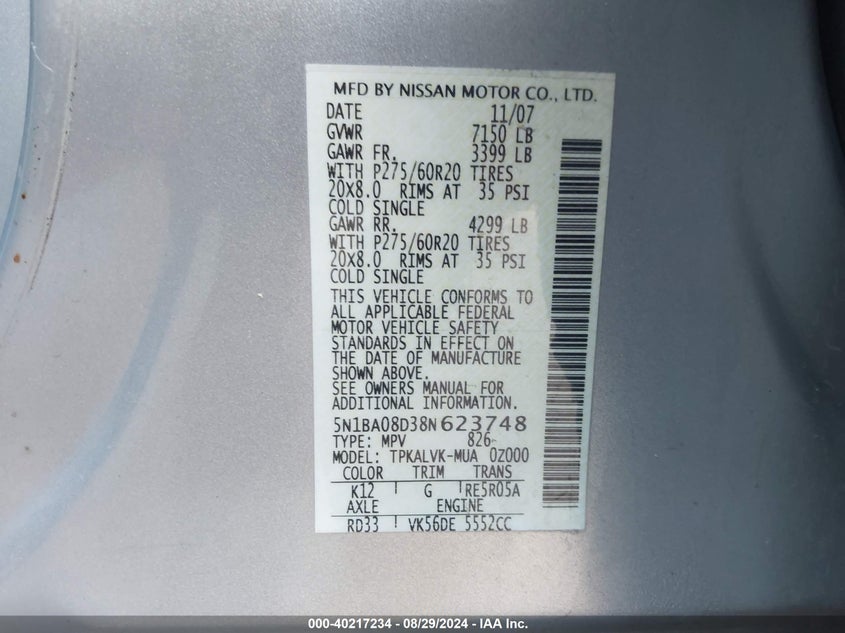 MFD BY NISSAN MOTOR CO., LTD.
DATE 11/07
GVWR 7150 LB
GAWR FR. 3399 LB
WITH P275/60R20 TIRES
20X8.0 RIMS AT 35 PSI
COLD SINGLE
GAWR RR. 4299 LB
WITH P275/60R20 TIRES
20X8.0 RIMS AT 35 PSI
COLD SINGLE
THIS VEHICLE CONFORMS TO
ALL APPLICABLE FEDERAL
MOTOR VEHICLE SAFETY
STANDARDS IN EFFECT ON
THE DATE OF MANUFACTURE
SHOWN ABOVE.
SEE OWNERS MANUAL FOR
ADDITIONAL INFORMATION.
5N1BA08D38N623748
TYPE: MPV 826-
MODEL: TPKALVK-MUA 0Z000
COLOR TRIM TRANS
K12 G RE5R05A
AXLE ENGINE
RD33 VK56DE 5552CC
000-40217234 - 08/29/2024 - IAA Inc.